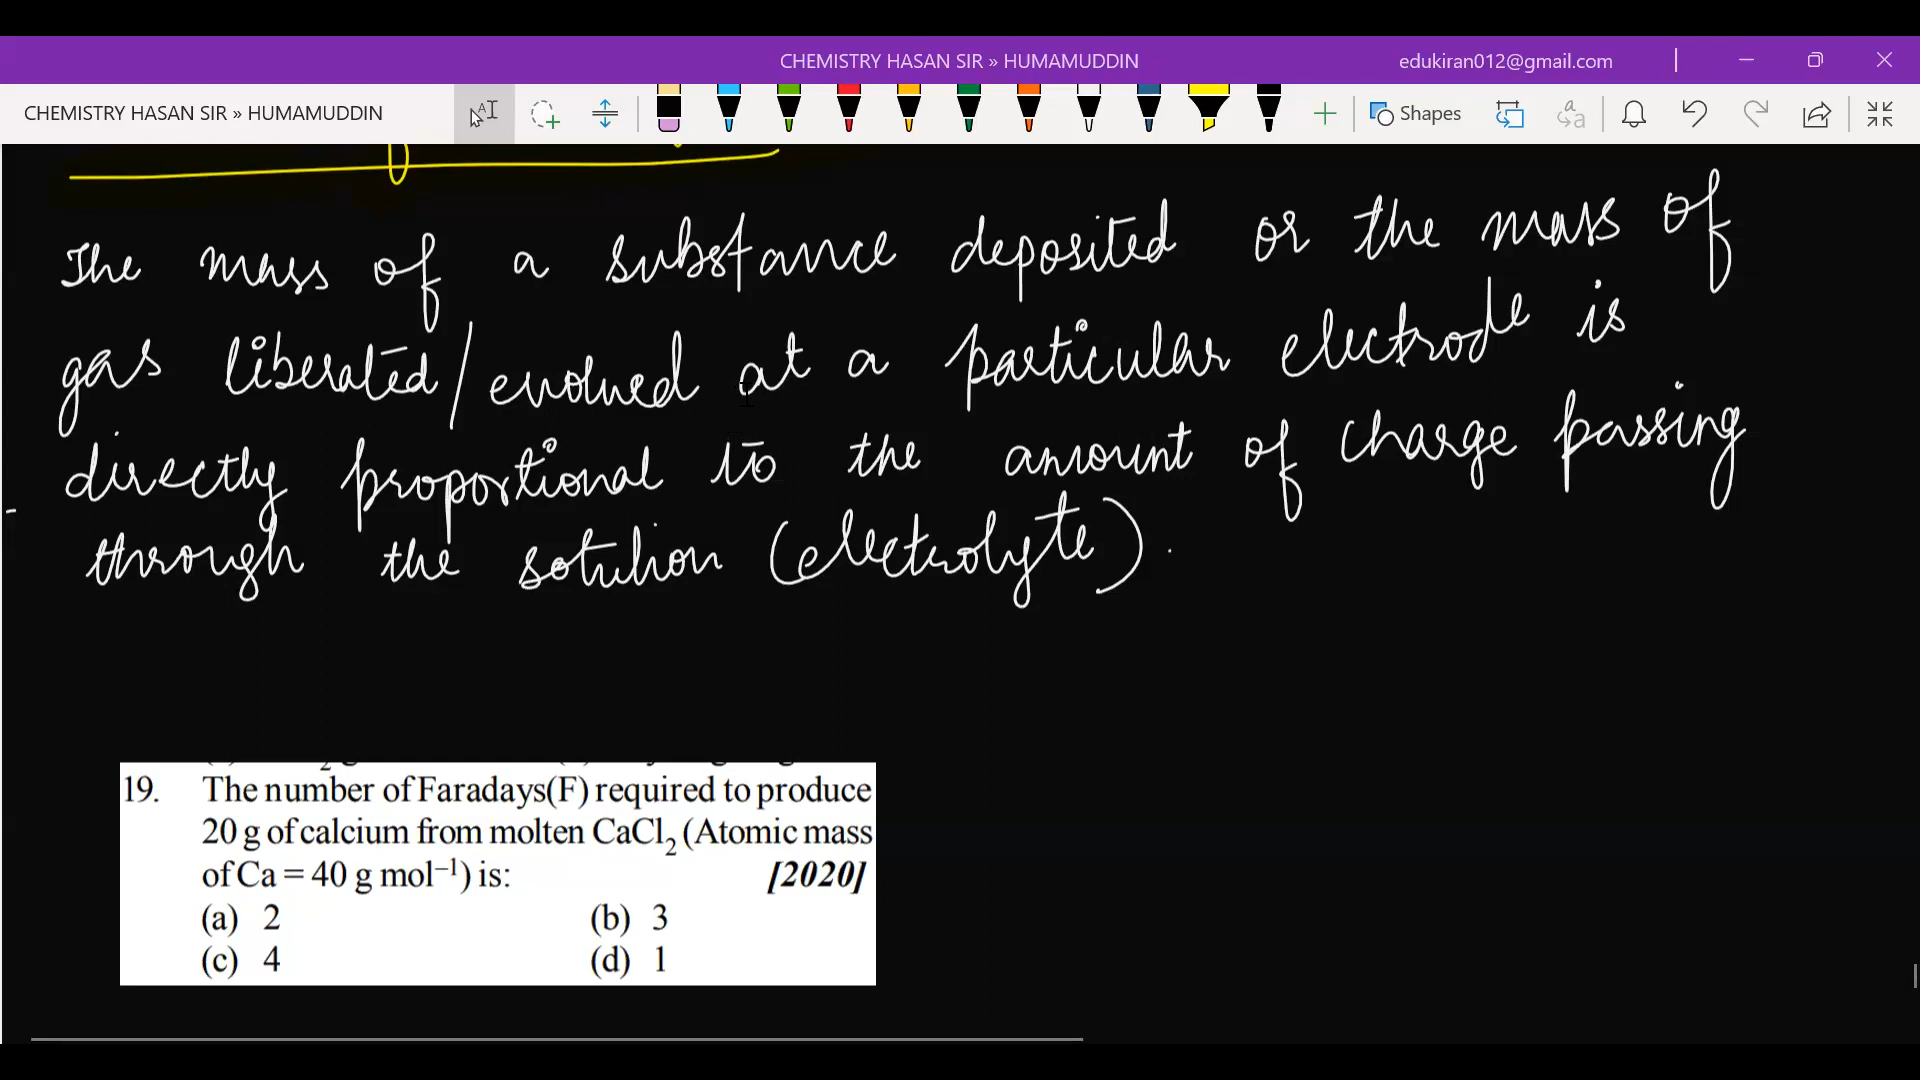 CHEMISTRY HASAN SIR » HUMAMUDDIN
edukiran012@gmail.com
CHEMISTRY HASAN SIR » HUMAMUDDIN
Shapes
The mass of a substance deposited or the mass of
gas liberated/evolved at a particular electrode is
directly proportional to the amount of charge passing
through the solution (electrolyte).
19. The number of Faradays(F) required to produce
20 g of calcium from molten CaCl₂ (Atomic mass
of Ca = 40 g mol⁻¹) is: [2020]
(a) 2 (b) 3
(c) 4 (d) 1